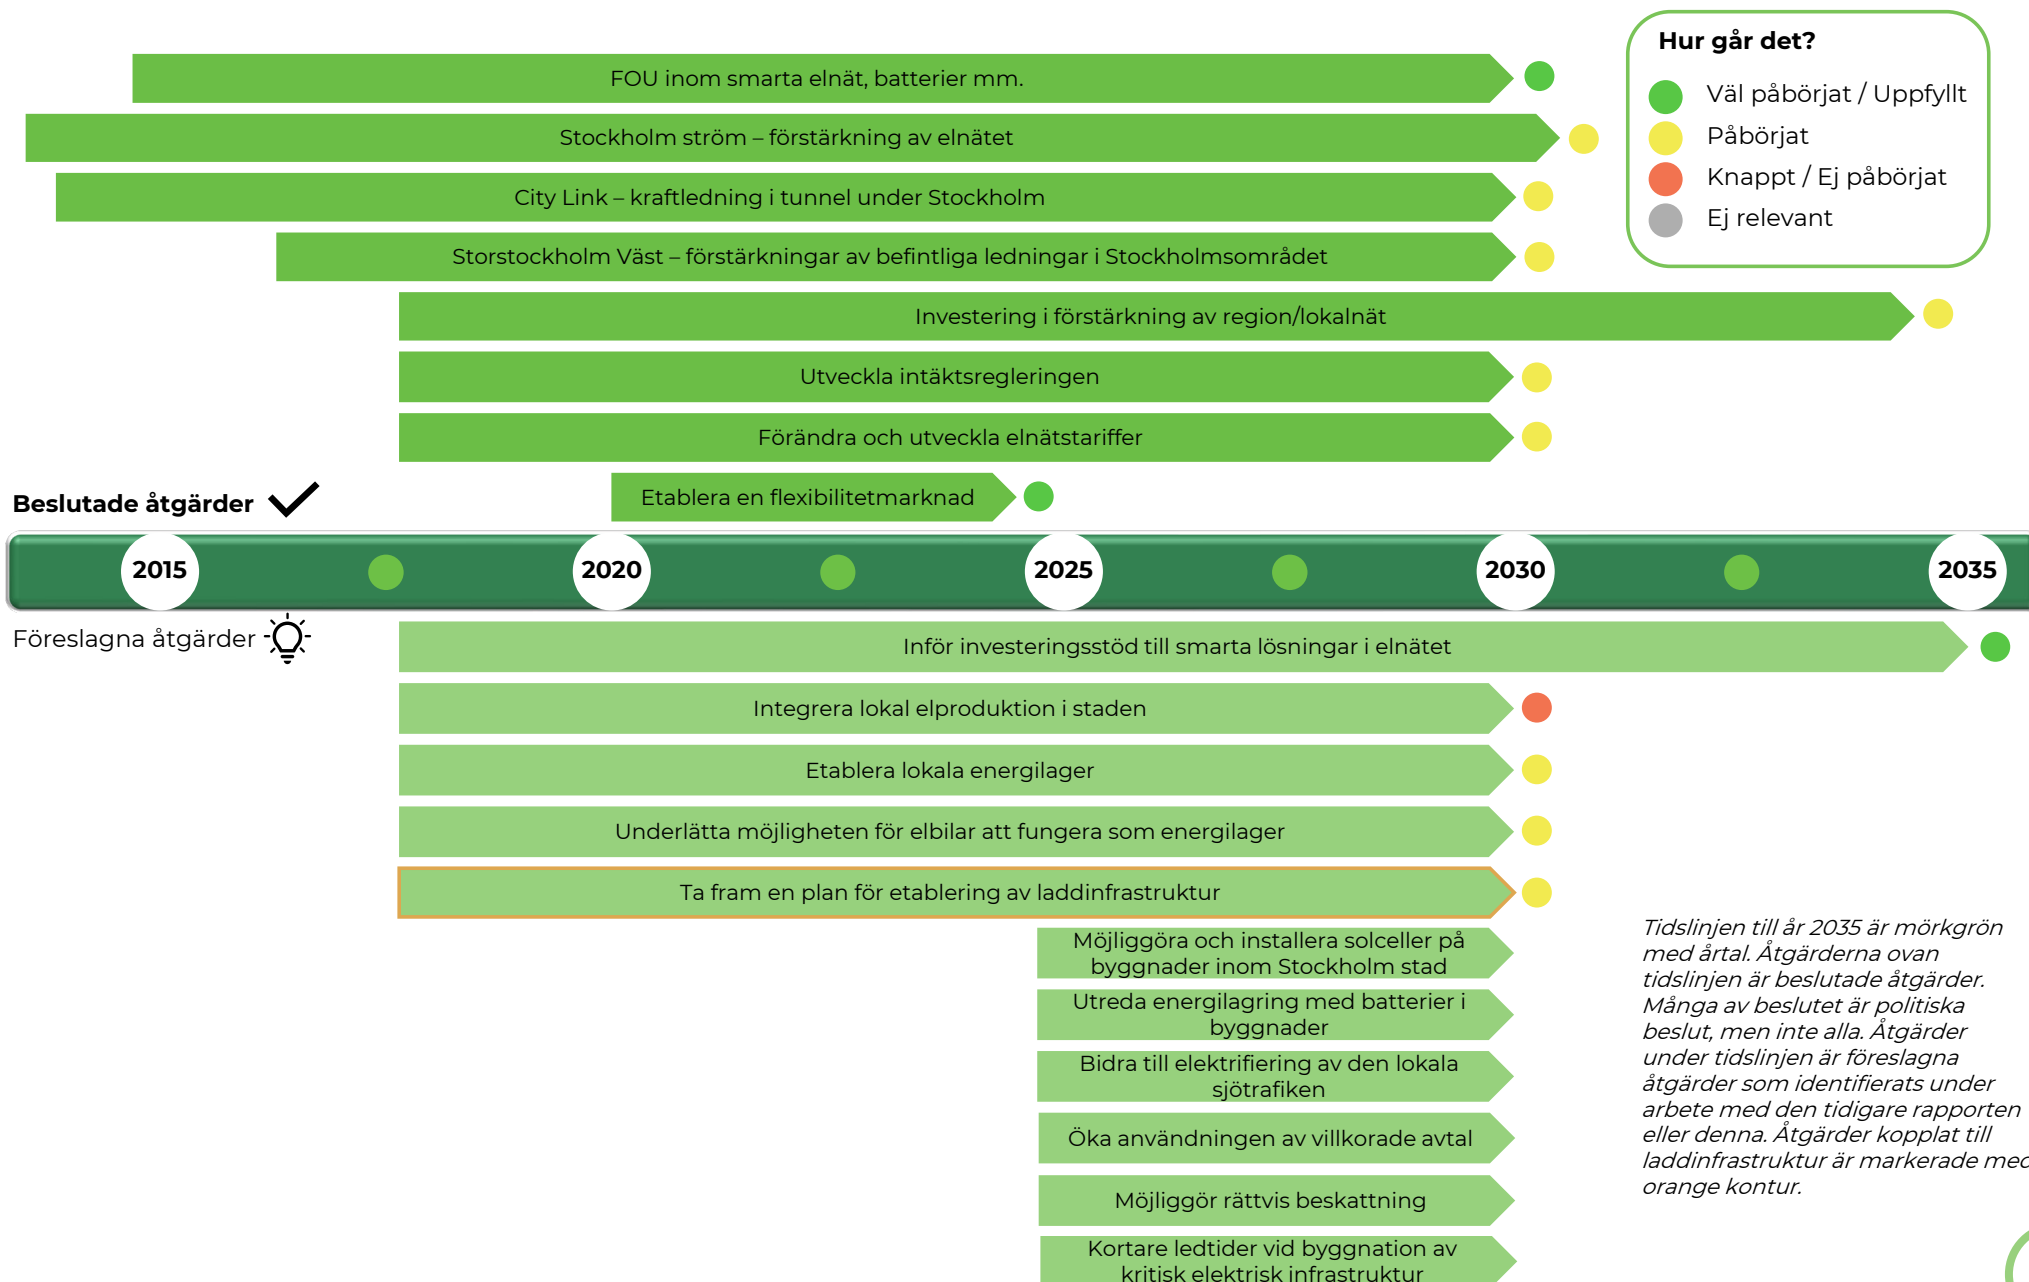 Hur går det?
Väl påbörjat / Uppfyllt
Påbörjat
Knappt / Ej påbörjat
Ej relevant
FOU inom smarta elnät, batterier mm.
Stockholm ström – förstärkning av elnätet
City Link – kraftledning i tunnel under Stockholm
Storstockholm Väst – förstärkningar av befintliga ledningar i Stockholmsområdet
Investering i förstärkning av region/lokalnät
Utveckla intäktsregleringen
Förändra och utveckla elnätstariffer
Etablera en flexibilitetmarknad
Beslutade åtgärder
2015 2020 2025 2030 2035
Föreslagna åtgärder
Inför investeringsstöd till smarta lösningar i elnätet
Integrera lokal elproduktion i staden
Etablera lokala energilager
Underlätta möjligheten för elbilar att fungera som energilager
Ta fram en plan för etablering av laddinfrastruktur
Möjliggöra och installera solceller på
byggnader inom Stockholm stad
Utreda energilagring med batterier i
byggnader
Bidra till elektrifiering av den lokala
sjötrafiken
Öka användningen av villkorade avtal
Möjliggör rättvis beskattning
Kortare ledtider vid byggnation av
kritisk elektrisk infrastruktur
Tidslinjen till år 2035 är mörkgrön
med årtal. Åtgärderna ovan
tidslinjen är beslutade åtgärder.
Många av beslutet är politiska
beslut, men inte alla. Åtgärder
under tidslinjen är föreslagna
åtgärder som identifierats under
arbete med den tidigare rapporten
eller denna. Åtgärder kopplat till
laddinfrastruktur är markerade med
orange kontur.